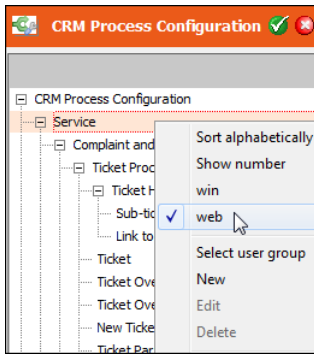 CRM Process Configuration
CRM Process Configuration
Service
Complaint and
Ticket Proc
Ticket H
Sub-tic
Link to
Ticket
Ticket Ove
Ticket Ove
New Ticke
Ticket Par
Sort alphabetically
Show number
win
web
Select user group
New
Edit
Delete